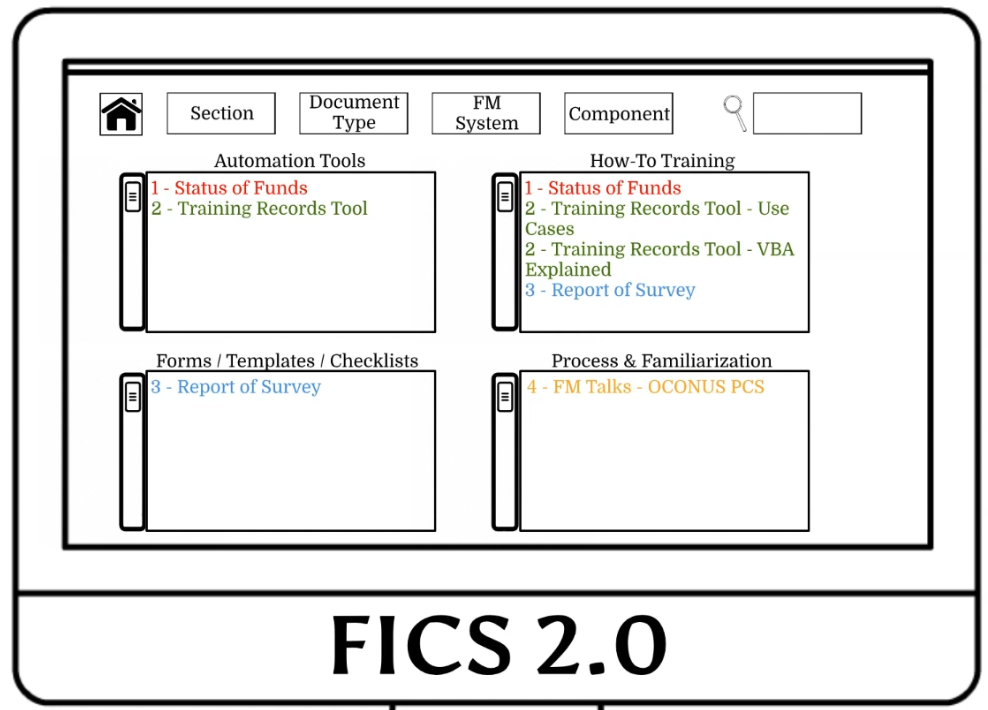 Section
Document
Type
FM
System
Component
Automation Tools
1 - Status of Funds
2 - Training Records Tool
How-To Training
1 - Status of Funds
2 - Training Records Tool - Use
Cases
2 - Training Records Tool - VBA
Explained
3 - Report of Survey
Forms / Templates / Checklists
3 - Report of Survey
Process & Familiarization
4 - FM Talks - OCONUS PCS
FICS 2.0